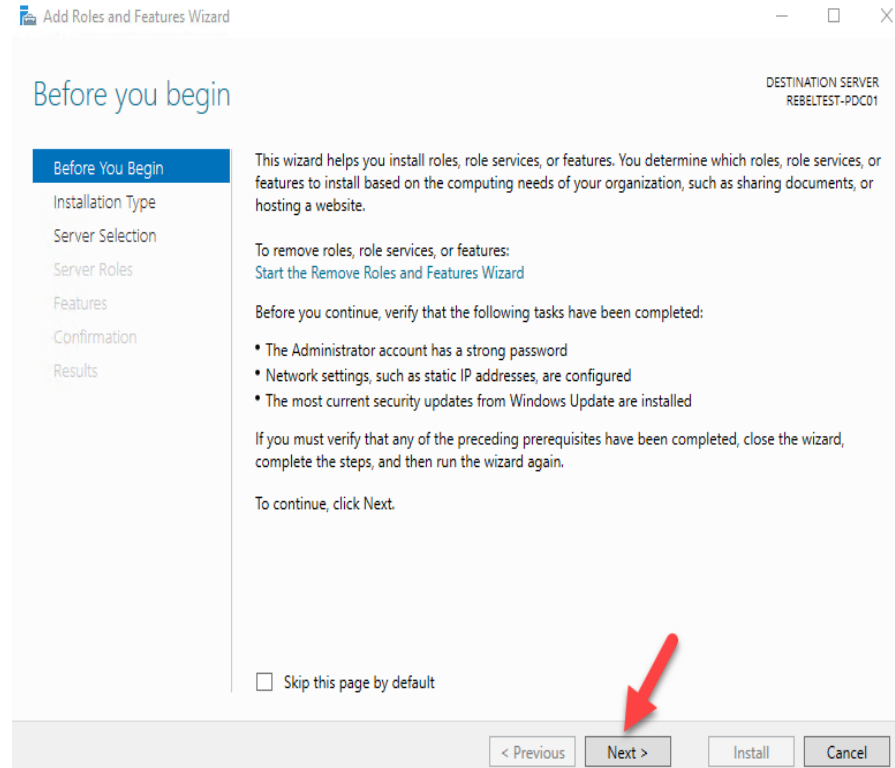 Add Roles and Features Wizard
Before you begin
DESTINATION SERVER
REBELTEST-PDC01
Before You Begin
Installation Type
Server Selection
Server Roles
Features
Confirmation
Results
This wizard helps you install roles, role services, or features. You determine which roles, role services, or
features to install based on the computing needs of your organization, such as sharing documents, or
hosting a website.
To remove roles, role services, or features:
Start the Remove Roles and Features Wizard
Before you continue, verify that the following tasks have been completed:
• The Administrator account has a strong password
• Network settings, such as static IP addresses, are configured
• The most current security updates from Windows Update are installed
If you must verify that any of the preceding prerequisites have been completed, close the wizard,
complete the steps, and then run the wizard again.
To continue, click Next.
Skip this page by default
< Previous
Next >
Install
Cancel